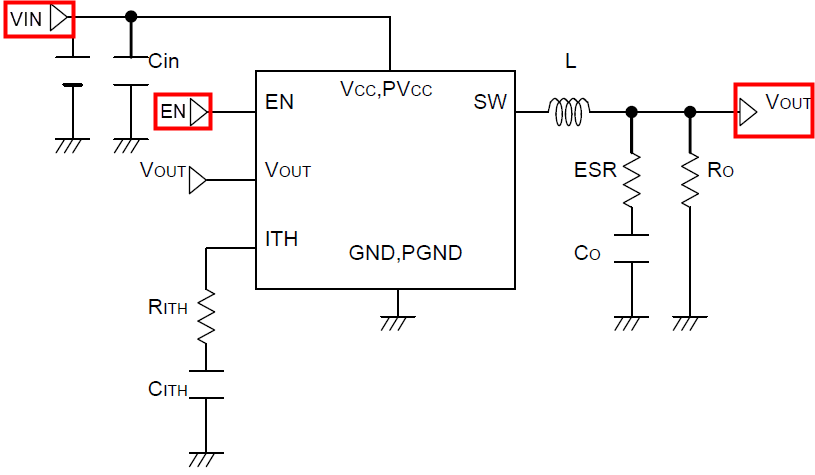 VIN
Cin
L
VCC,PVCC
EN
EN
SW
VOUT
VOUT
VOUT
ESR
RO
ITH
GND,PGND
CO
RITH
CITH